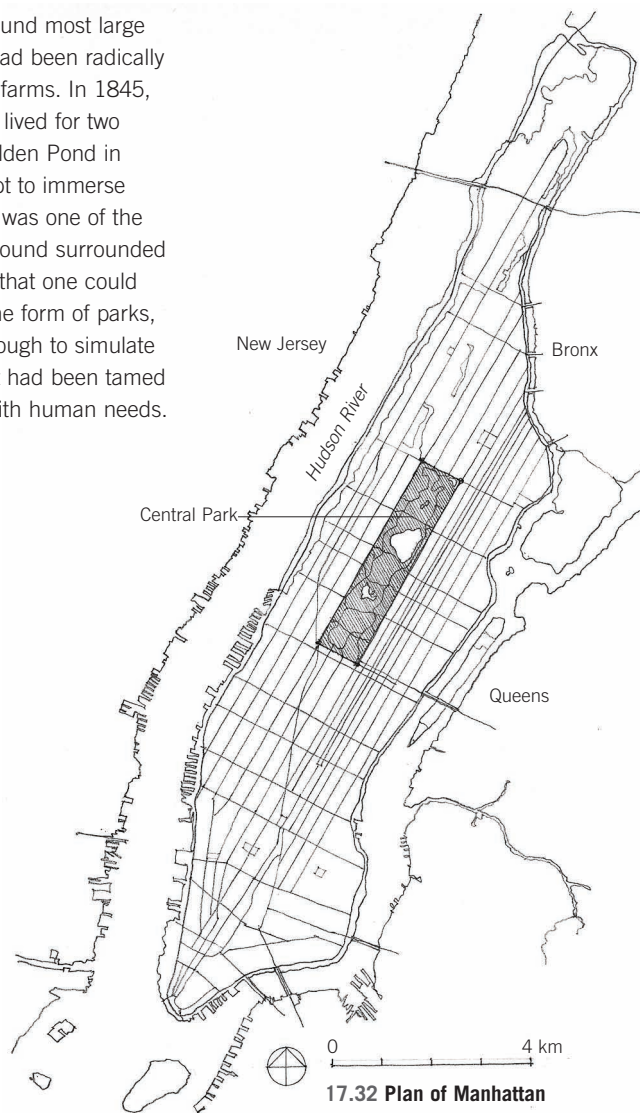 und most large
ad been radically
farms. In 1845,
lived for two
lden Pond in
ot to immerse
was one of the
ound surrounded
that one could
ne form of parks,
ough to simulate
t had been tamed
ith human needs.
New Jersey
Hudson River
Bronx
Central Park
Queens
0 4 km
17.32 Plan of Manhattan